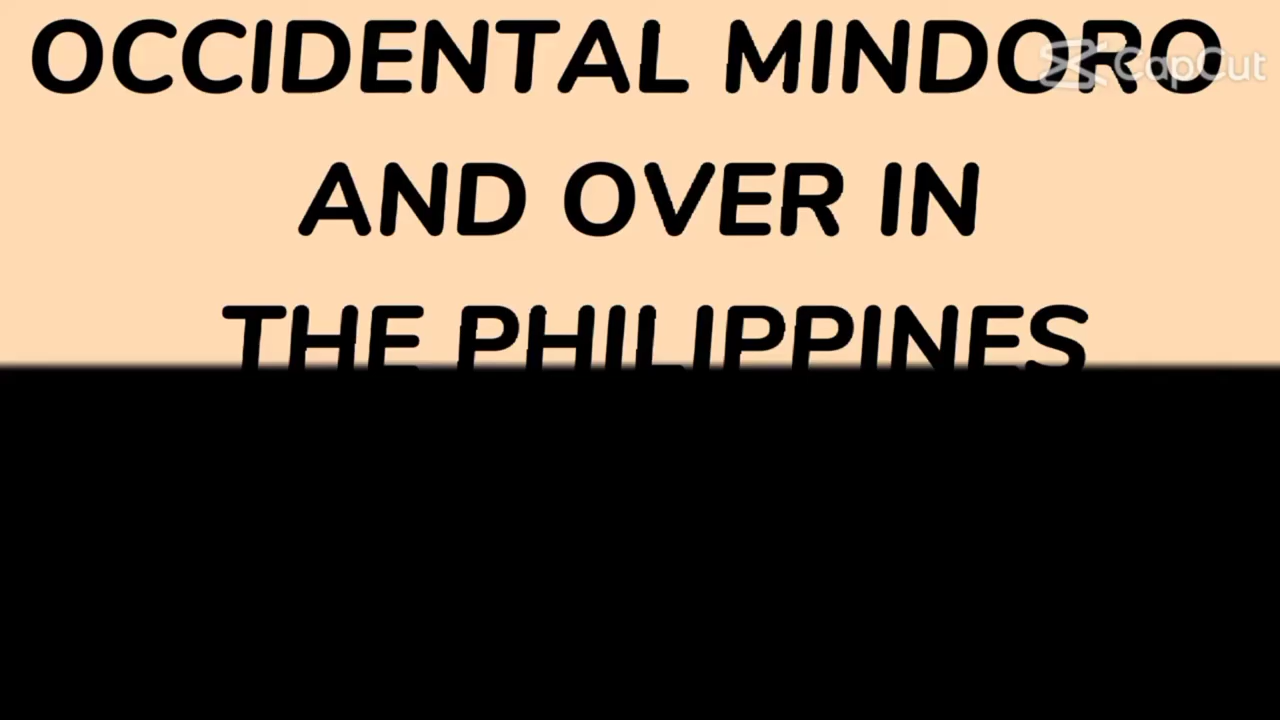 OCCIDENTAL MINDORO
CapCut
AND OVER IN
THE PHILIPPINES